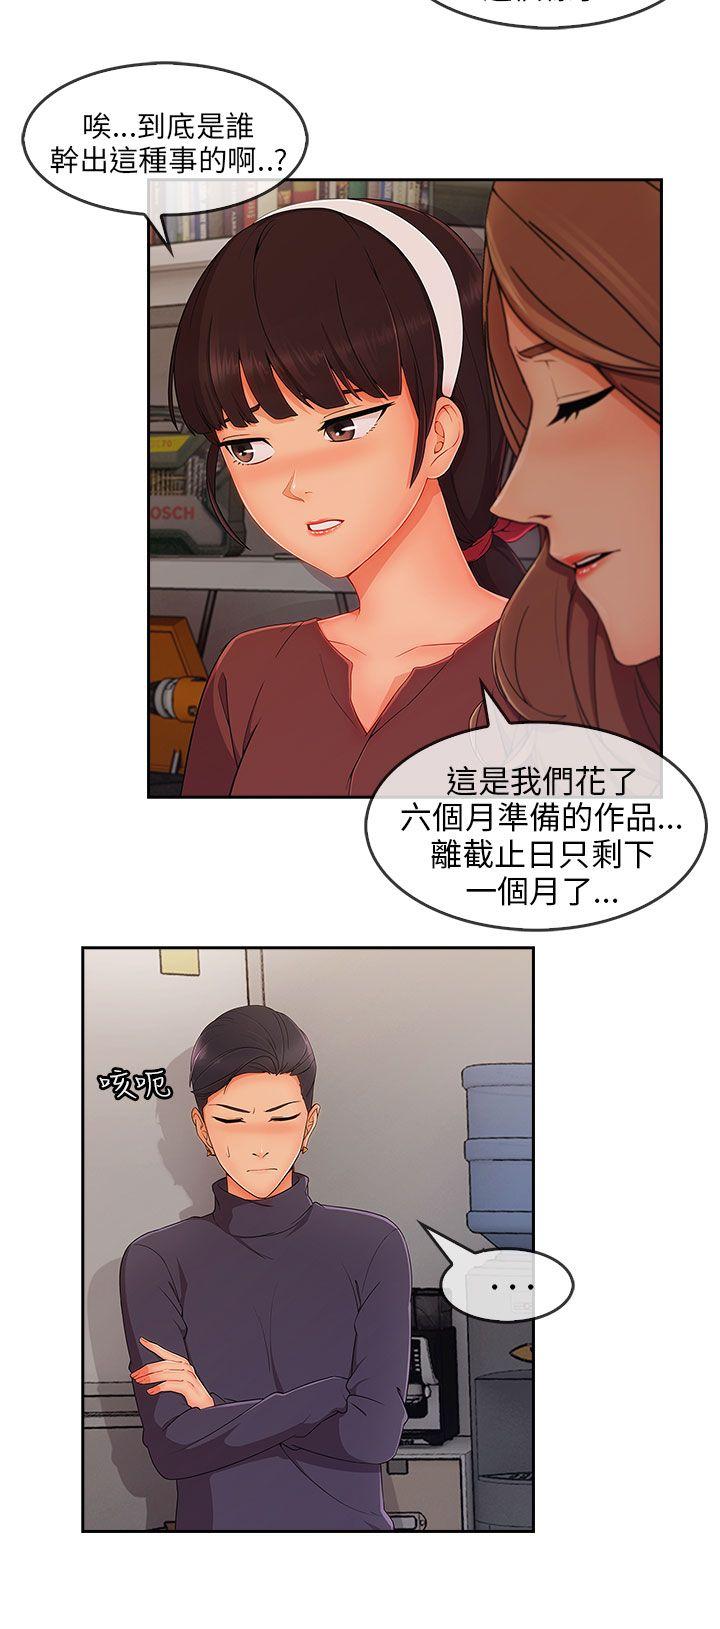 唉...到底是誰
幹出這種事的啊..?
BOSCH
70
這是我們花了
六個月準備的作品...
離截止日只剩下
一個月了...
咳呃
...